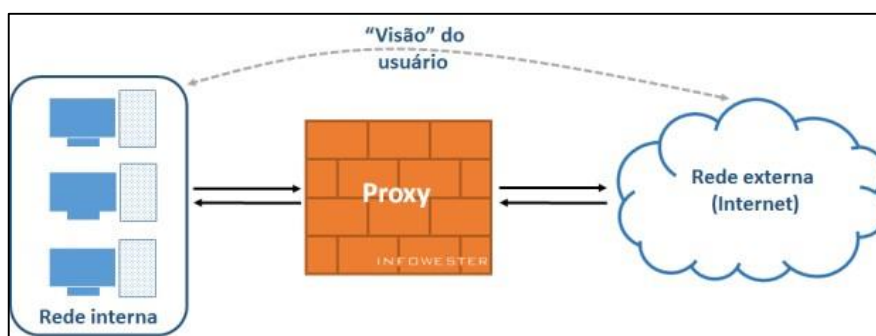 “Visão” do
usuário
Proxy
INFOWESTER
Rede externa
(Internet)
Rede interna